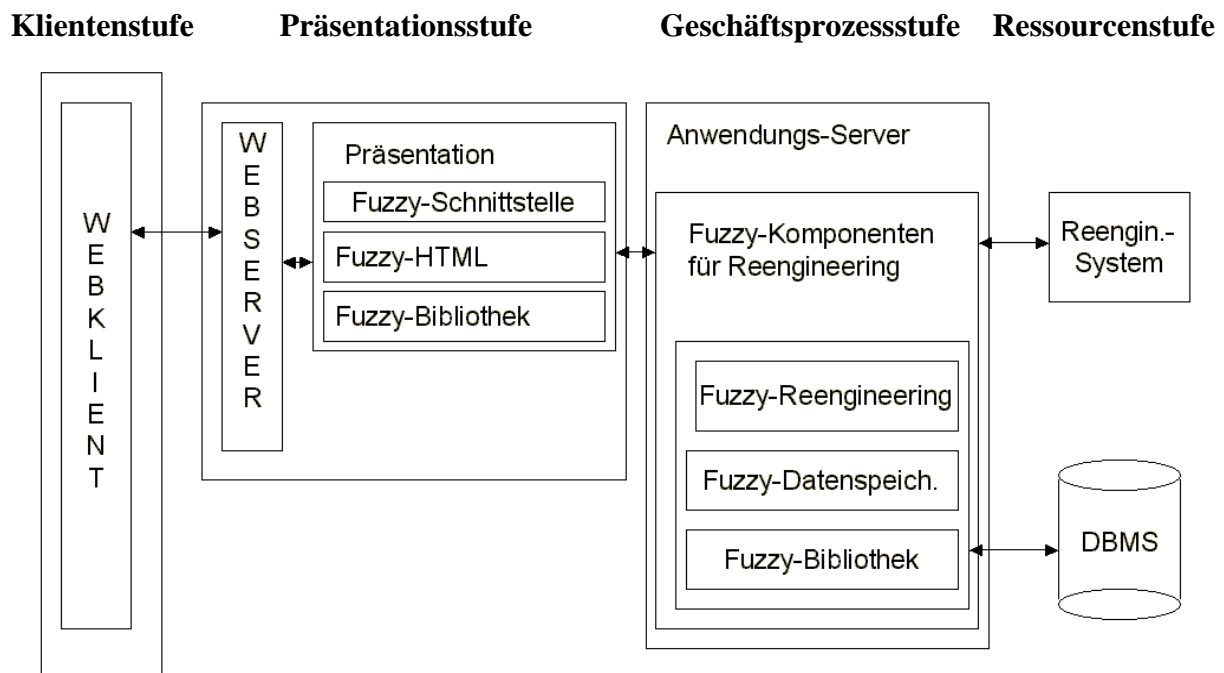 Klientenstufe Präsentationsstufe Geschäftsprozessstufe Ressourcenstufe
WEBKLIENT
WEBSERVER
Präsentation
Fuzzy-Schnittstelle
Fuzzy-HTML
Fuzzy-Bibliothek
Anwendungs-Server
Fuzzy-Komponenten
für Reengineering
Fuzzy-Reengineering
Fuzzy-Datenspeich.
Fuzzy-Bibliothek
Reengin.-
System
DBMS